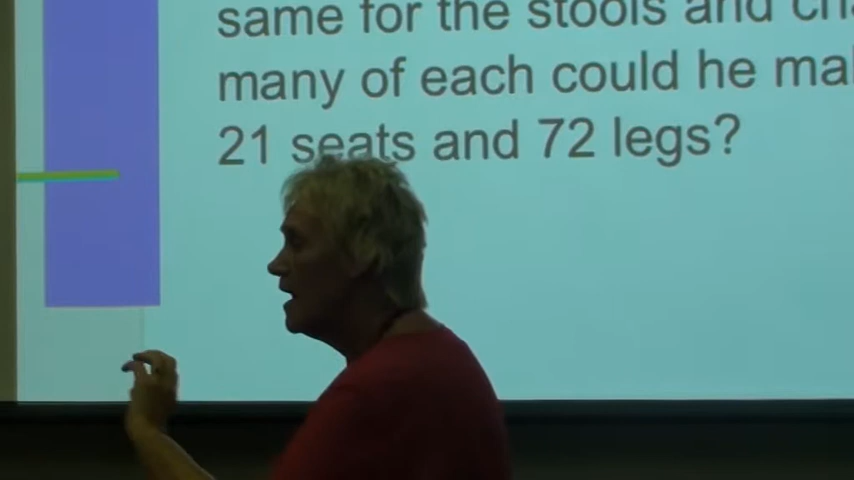 same for the stools and
many of each could he
21 seats and 72 legs?